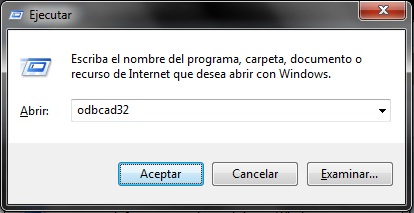 Ejecutar
Escriba el nombre del programa, carpeta, documento o
recurso de Internet que desea abrir con Windows.
Abrir: odbcad32
Aceptar Cancelar Examinar...